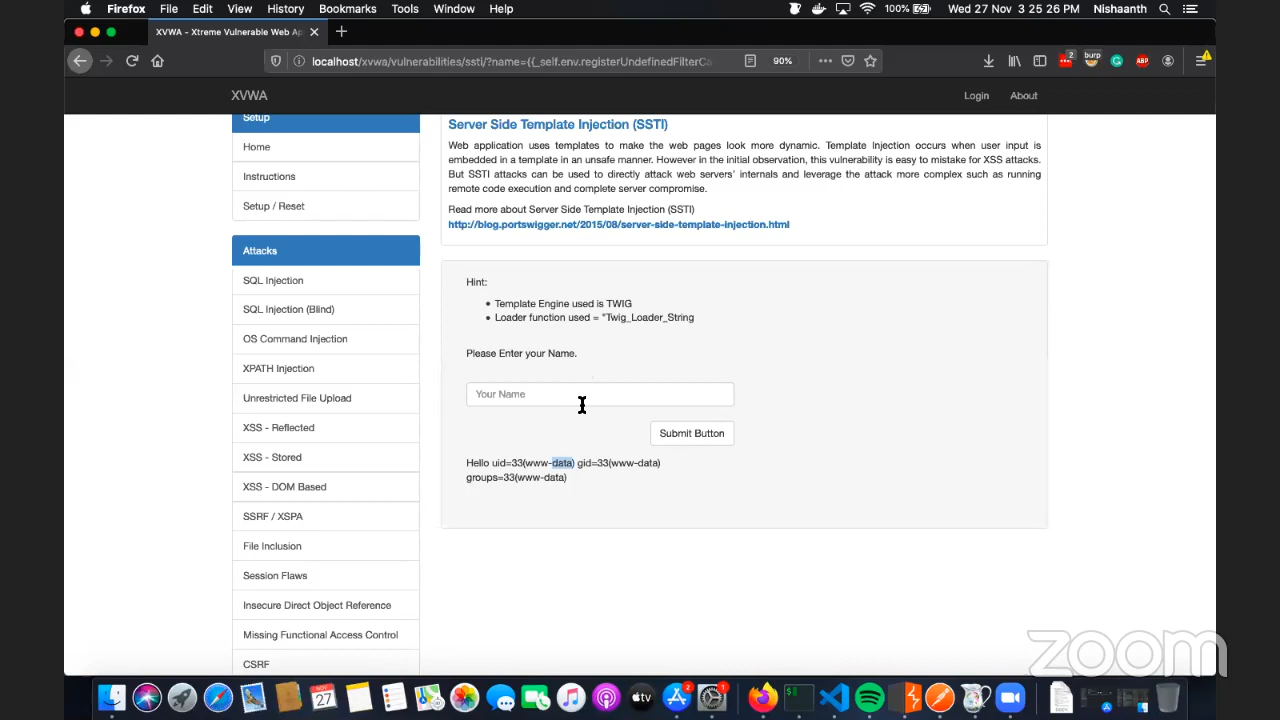 Firefox File Edit View History Bookmarks Tools Window Help 100% Wed 27 Nov 3 25 26 PM Nishaanth
XVWA - Xtreme Vulnerable Web Ap
localhost/xvwa/vulnerabilities/ssti/?name={{_self.env.registerUndefinedFilterCa 90% 2 burp ABP
XVWA Login About
Setup
Home
Instructions
Setup / Reset
Attacks
SQL Injection
SQL Injection (Blind)
OS Command Injection
XPATH Injection
Unrestricted File Upload
XSS - Reflected
XSS - Stored
XSS - DOM Based
SSRF / XSPA
File Inclusion
Session Flaws
Insecure Direct Object Reference
Missing Functional Access Control
CSRF
Server Side Template Injection (SSTI)
Web application uses templates to make the web pages look more dynamic. Template Injection occurs when user input is
embedded in a template in an unsafe manner. However in the initial observation, this vulnerability is easy to mistake for XSS attacks.
But SSTI attacks can be used to directly attack web servers' internals and leverage the attack more complex such as running
remote code execution and complete server compromise.
Read more about Server Side Template Injection (SSTI)
http://blog.portswigger.net/2015/08/server-side-template-injection.html
Hint:
• Template Engine used is TWIG
• Loader function used = "Twig_Loader_String
Please Enter your Name.
Your Name
Submit Button
Hello uid=33(www-data) gid=33(www-data)
groups=33(www-data)
zoom
NOV
27
tv
2
1